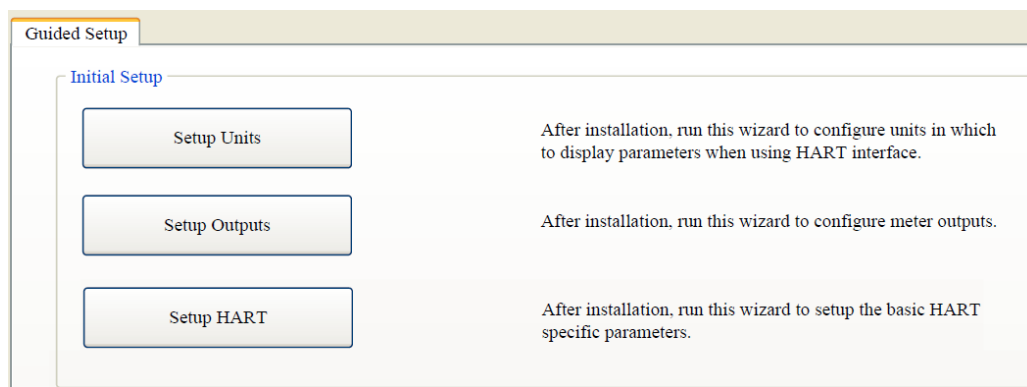 Guided Setup
Initial Setup
Setup Units
After installation, run this wizard to configure units in which
to display parameters when using HART interface.
Setup Outputs
After installation, run this wizard to configure meter outputs.
Setup HART
After installation, run this wizard to setup the basic HART
specific parameters.